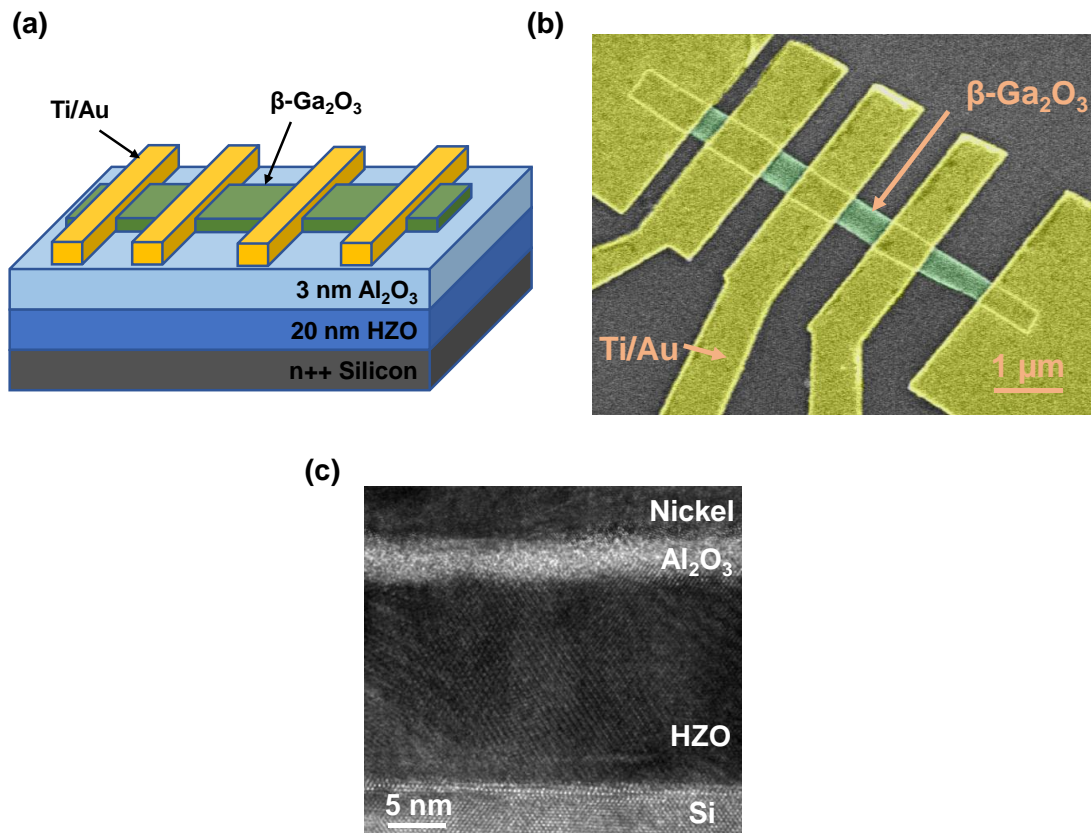 (a)
Ti/Au
β-Ga₂O₃
3 nm Al₂O₃
20 nm HZO
n++ Silicon
(b)
β-Ga₂O₃
Ti/Au
1 μm
(c)
Nickel
Al₂O₃
HZO
Si
5 nm